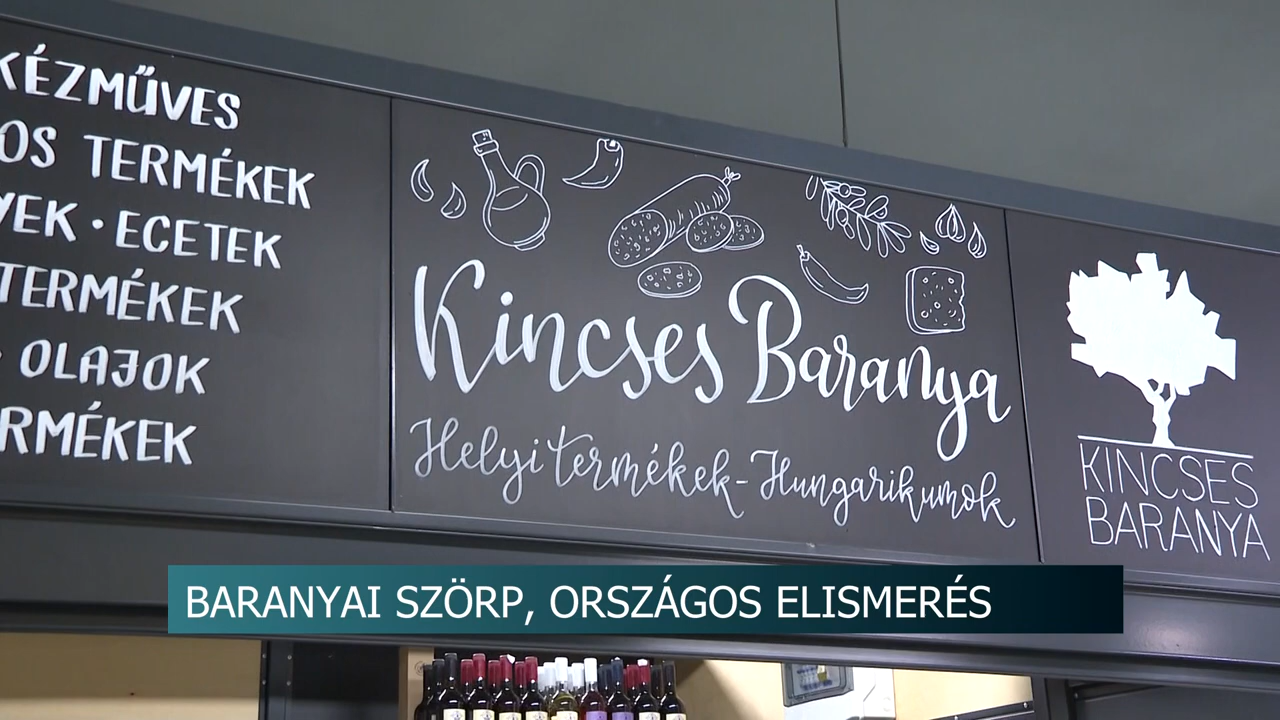 KÉZMŰVES
OS TERMÉKEK
YEK · ECETEK
TERMÉKEK
· OLAJOK
RMÉKEK
Kincses Baranya
Helyi termékek - Hungarikumok
KINCSES
BARANYA
BARANYAI SZÖRP, ORSZÁGOS ELISMERÉS